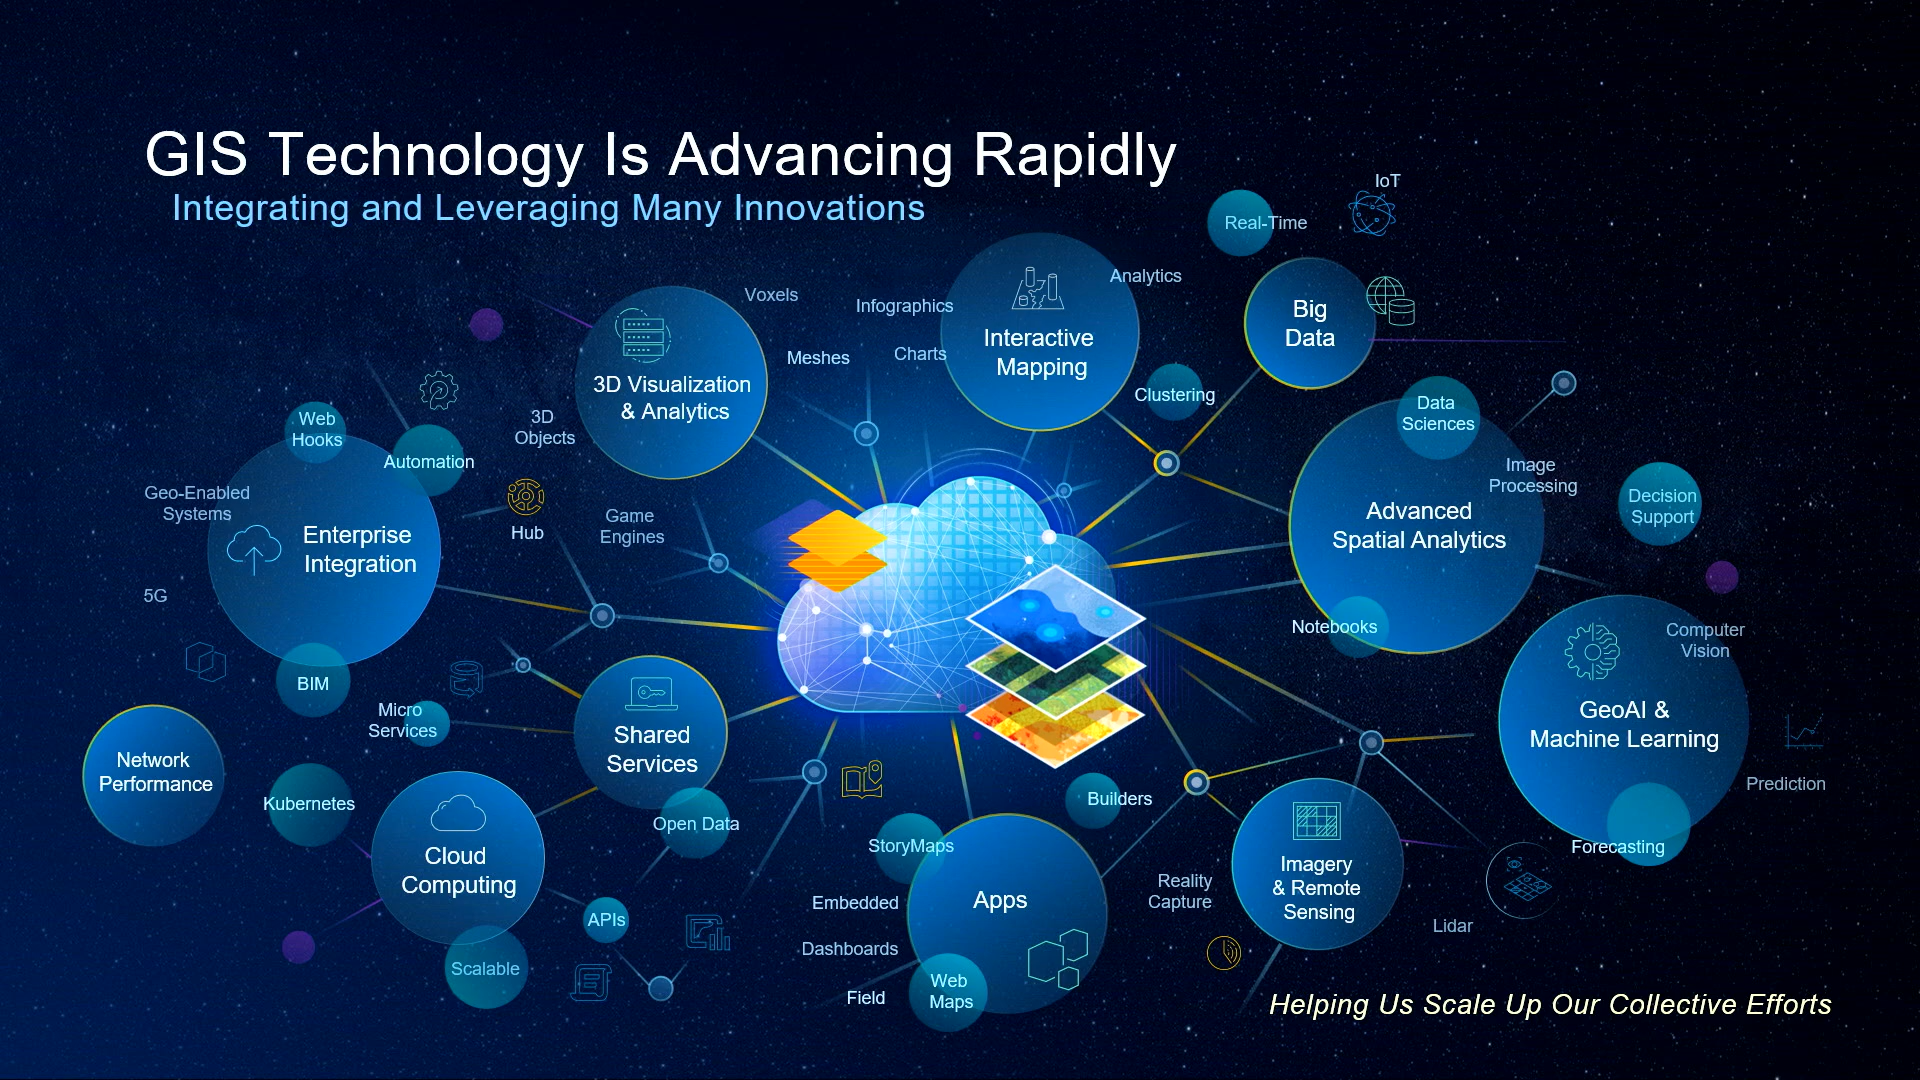 GIS Technology Is Advancing Rapidly
Integrating and Leveraging Many Innovations
IoT
Real-Time
Analytics
Voxels
Infographics
Interactive
Mapping
Big
Data
Meshes
Charts
3D Visualization
& Analytics
Clustering
Data
Sciences
Web
Hooks
3D
Objects
Automation
Image
Processing
Geo-Enabled
Systems
Decision
Support
Hub
Game
Engines
Enterprise
Integration
Advanced
Spatial Analytics
5G
Notebooks
Computer
Vision
BIM
Micro
Services
GeoAI &
Machine Learning
Shared
Services
Network
Performance
Prediction
Kubernetes
Open Data
Builders
StoryMaps
Forecasting
Cloud
Computing
Imagery
& Remote
Sensing
Reality
Capture
Apps
Embedded
APIs
Lidar
Dashboards
Scalable
Field
Web
Maps
Helping Us Scale Up Our Collective Efforts